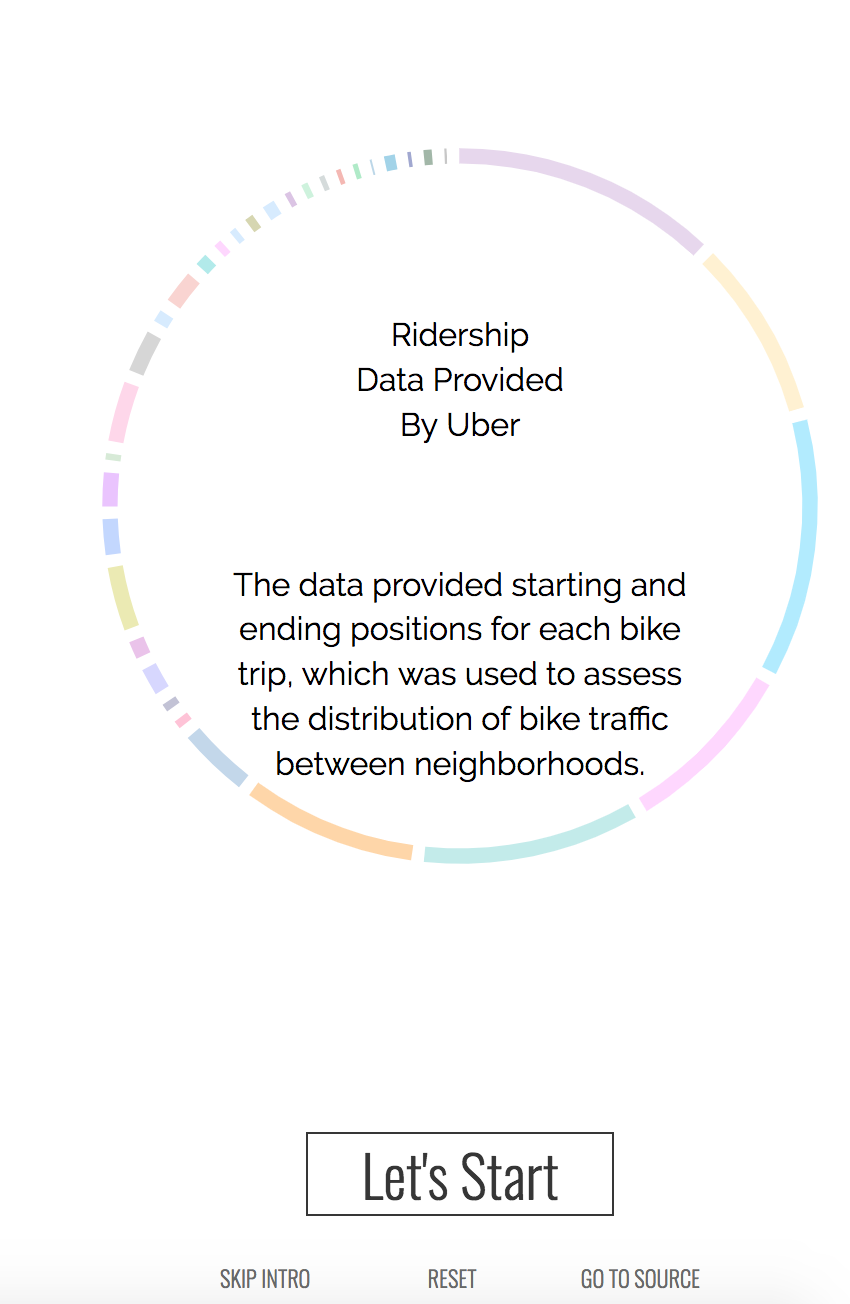 Ridership
Data Provided
By Uber
The data provided starting and
ending positions for each bike
trip, which was used to assess
the distribution of bike traffic
between neighborhoods.
Let's Start
SKIP INTRO
RESET
GO TO SOURCE